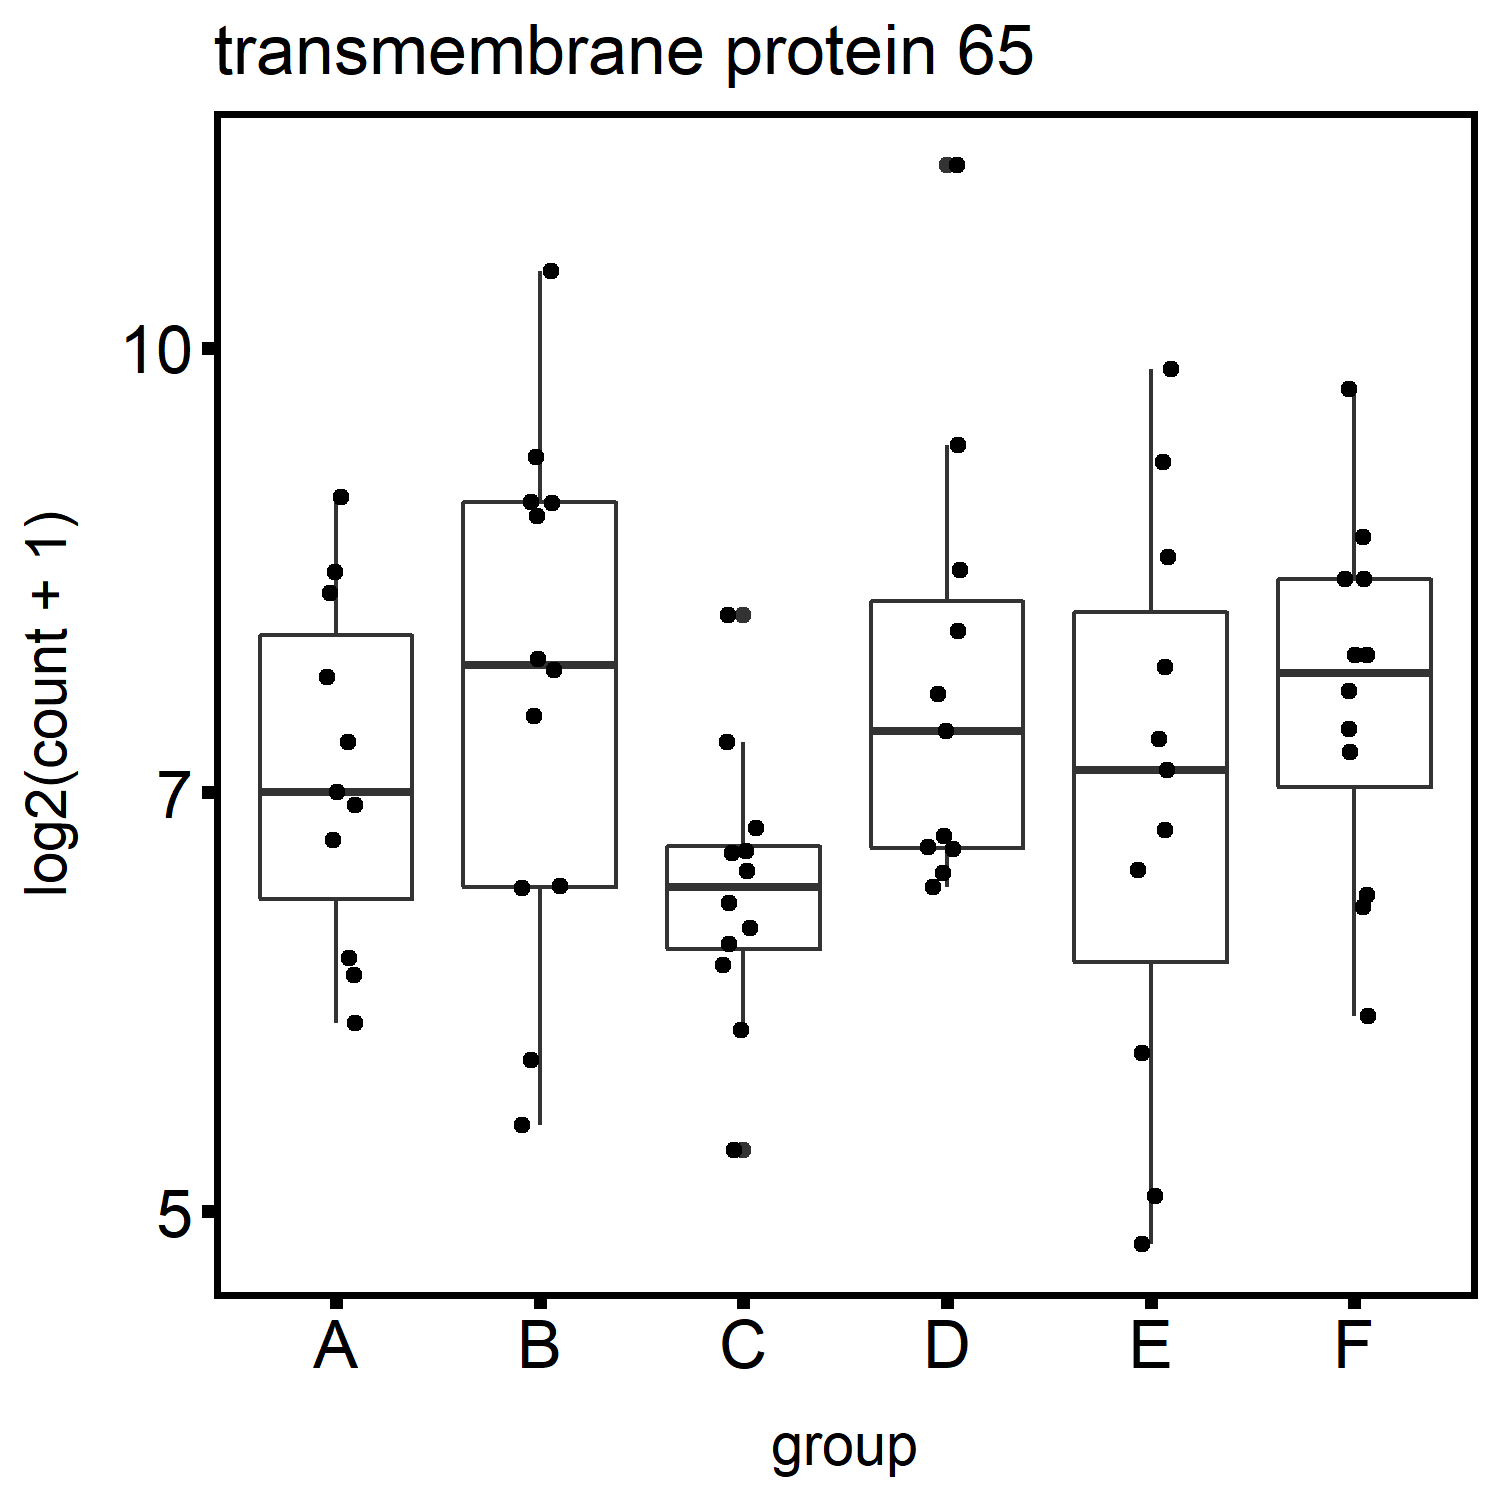 transmembrane protein 65
log2(count + 1)
10
7
5
A B C D E F
group